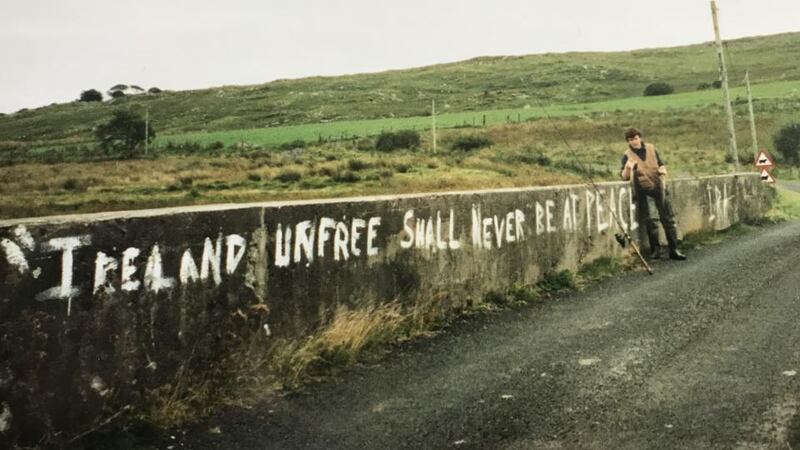 "IRELAND UNFREE SHALL NEVER BE AT PEACE